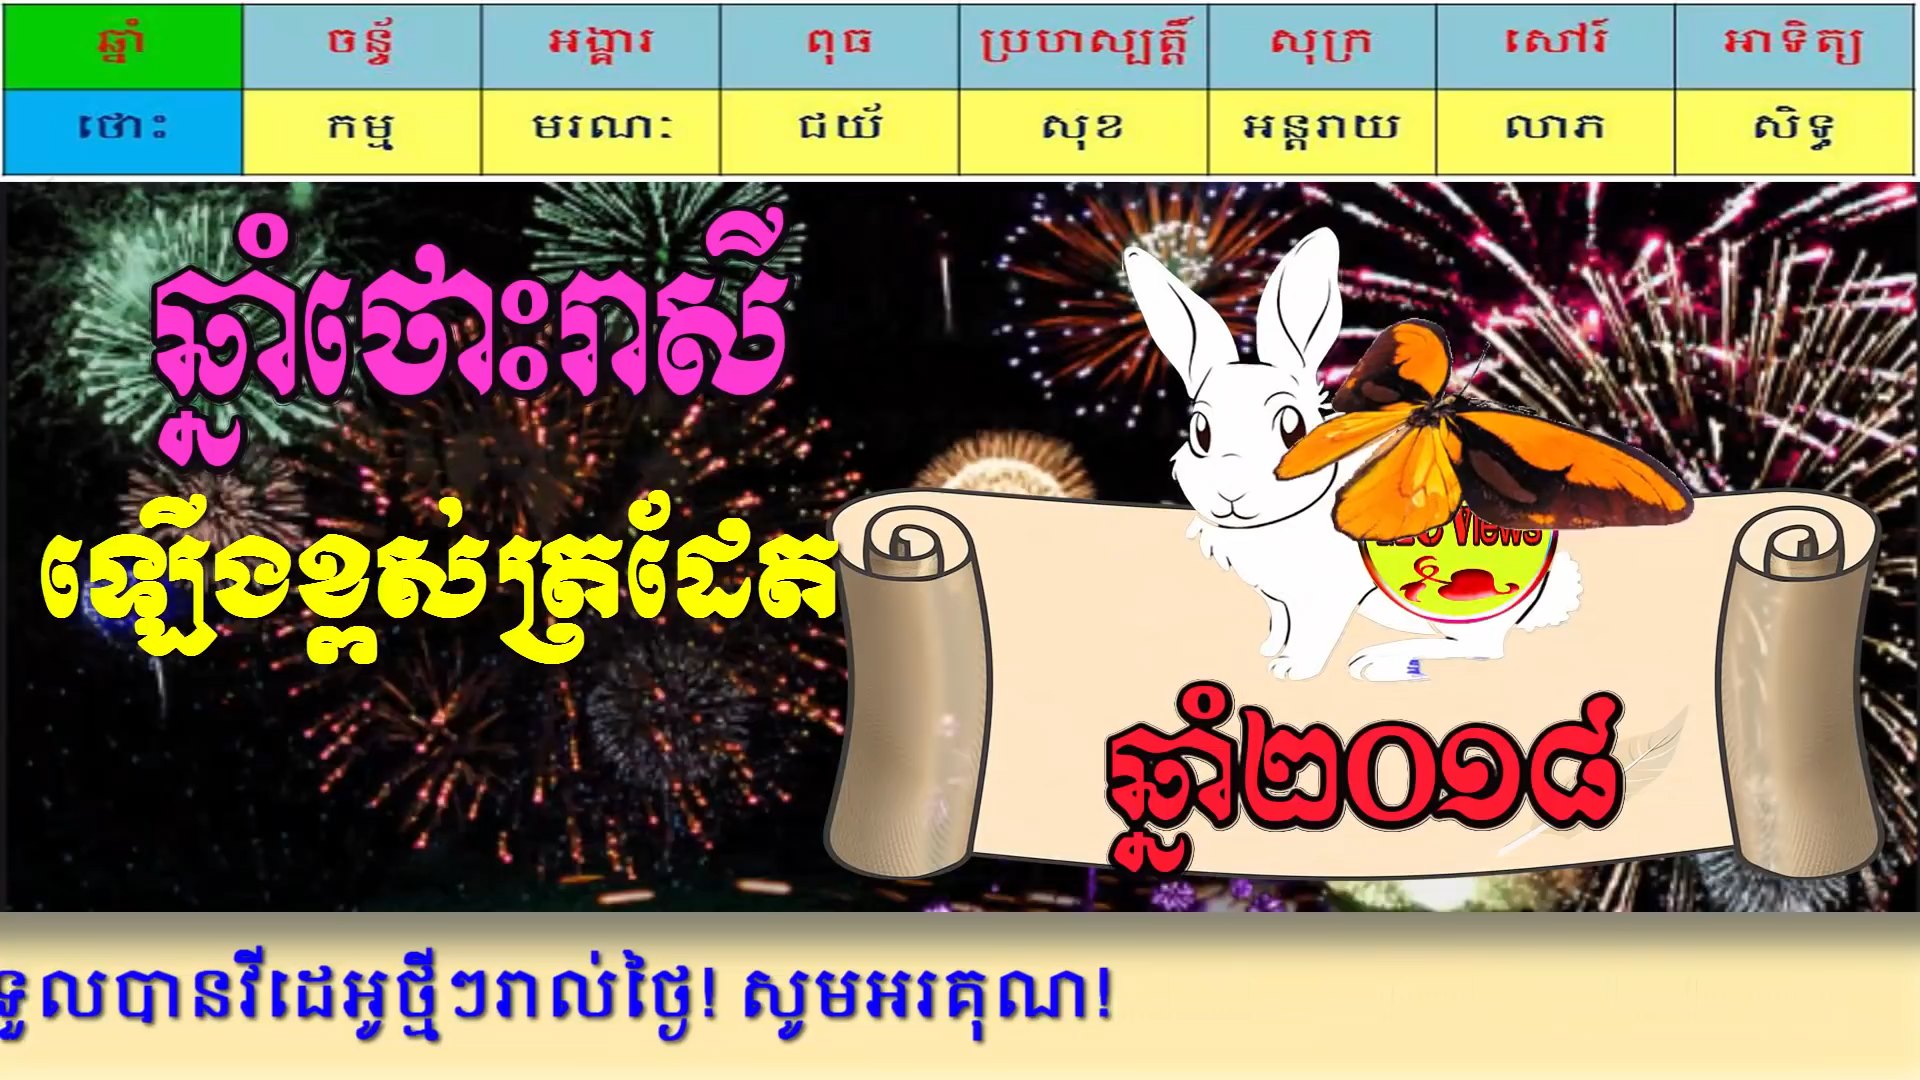 ឆ្នាំ ចន្ទ័ អង្គារ ពុធ ប្រហស្បត្តិ៍ សុក្រ សៅរ៍ អាទិត្យ
ថោះ កម្ម មរណៈ ជយ័ សុខ អន្តរាយ លាភ សិទ្ធ
ឆ្នាំថោះរាសី
ឡើងខ្ពស់ត្រដែត
Views
ឆ្នាំ២០១៨
ទួលបានវីដេអូថ្មីៗរាល់ថ្ងៃ! សូមអរគុណ!